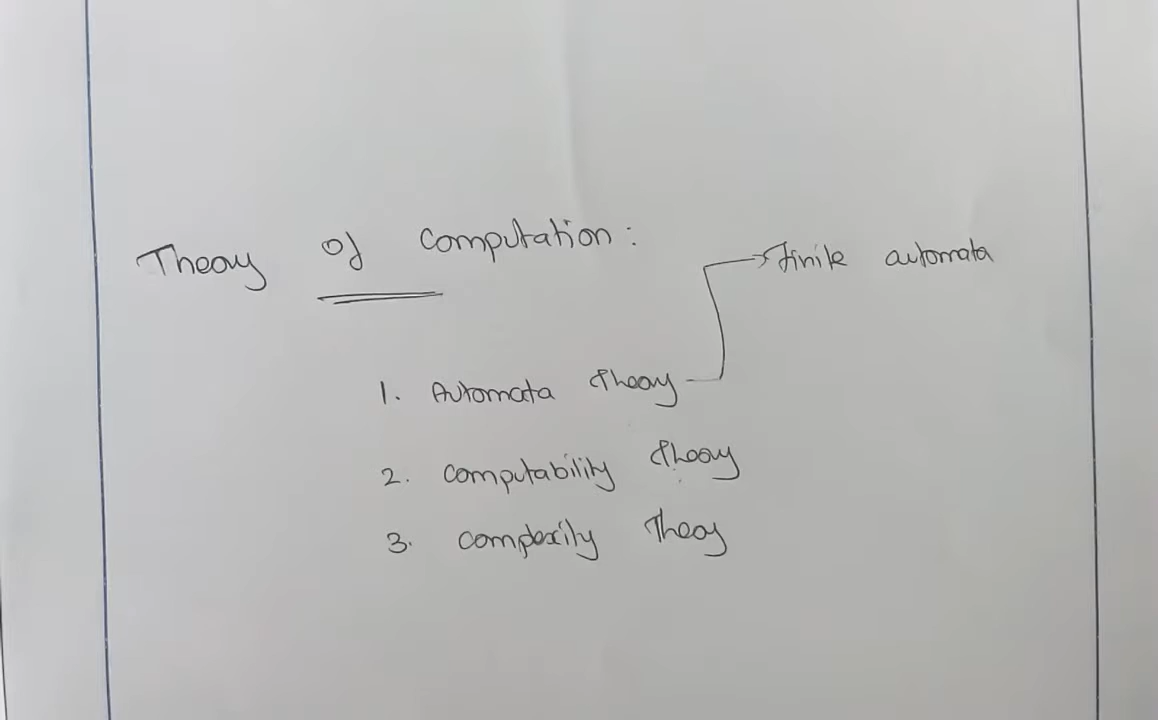 Theory of Computation:
finite automata
1. Automata theory
2. Computability theory
3. Complexity Theory